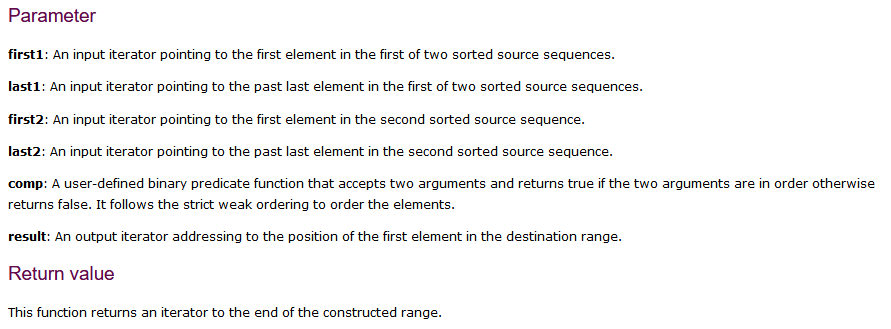 Parameter
first1: An input iterator pointing to the first element in the first of two sorted source sequences.
last1: An input iterator pointing to the past last element in the first of two sorted source sequences.
first2: An input iterator pointing to the first element in the second sorted source sequence.
last2: An input iterator pointing to the past last element in the second sorted source sequence.
comp: A user-defined binary predicate function that accepts two arguments and returns true if the two arguments are in order otherwise
returns false. It follows the strict weak ordering to order the elements.
result: An output iterator addressing to the position of the first element in the destination range.
Return value
This function returns an iterator to the end of the constructed range.